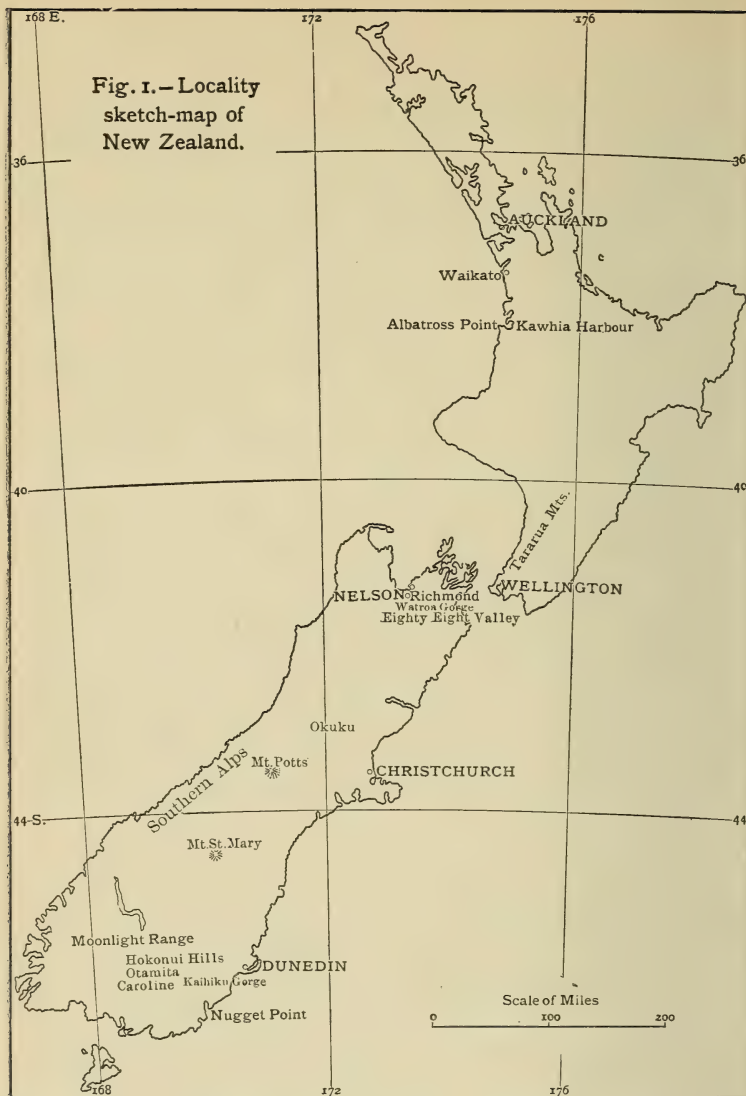 168 E.
172
176
Fig. 1.—Locality
sketch-map of
New Zealand.
36
36
AUCKLAND
Waikato
Albatross Point
Kawhia Harbour
40
40
Tararua Mts.
WELLINGTON
NELSON
Richmond
Watroa Gorge
Eighty Eight Valley
Okuku
Southern Alps
Mt. Potts
CHRISTCHURCH
44 S.
44
Mt. St. Mary
Moonlight Range
Hokonui Hills
Otamita
Caroline
Kaihiku Gorge
DUNEDIN
Nugget Point
Scale of Miles
0
100
200
168
172
176